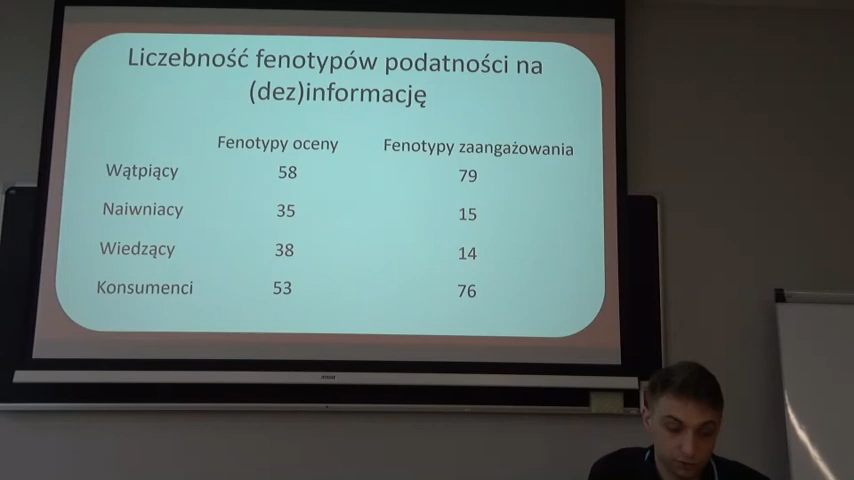 Liczebność fenotypów podatności na
(dez)informację
Fenotypy oceny Fenotypy zaangażowania
Wątpiący 58 79
Naiwniacy 35 15
Wiedzący 38 14
Konsumenci 53 76